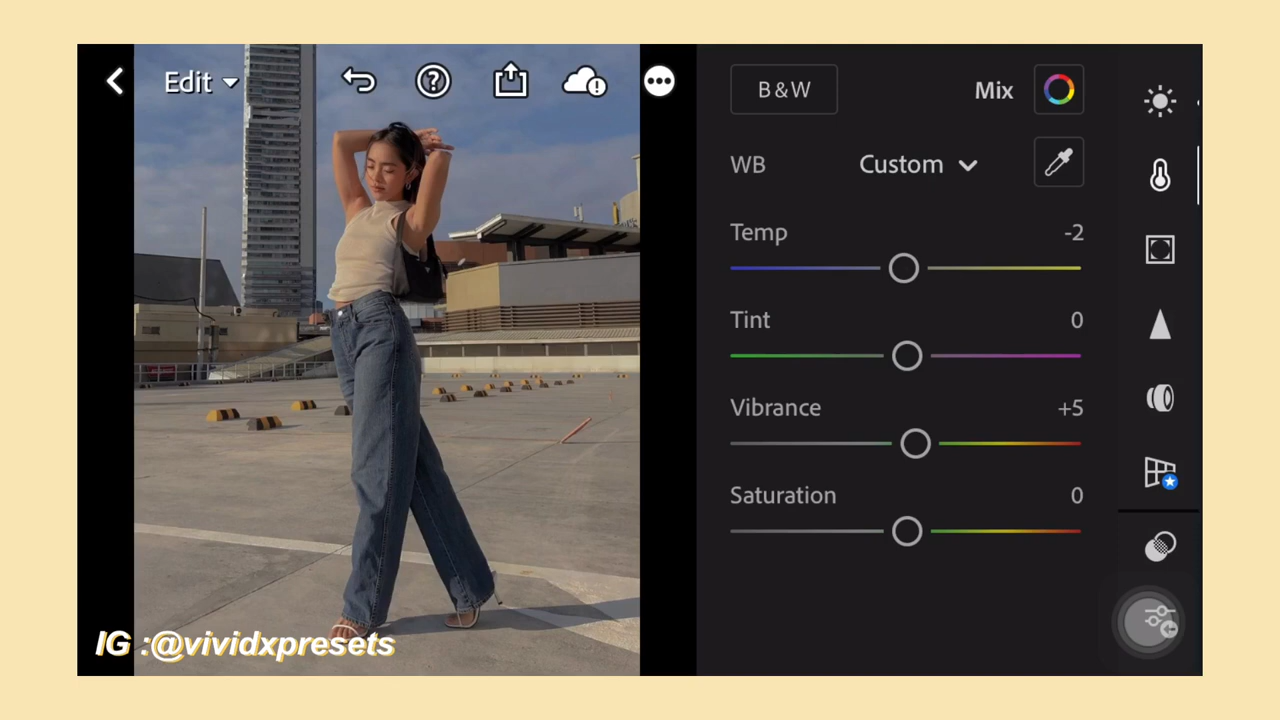 Edit
B&W
Mix
WB
Custom
Temp
-2
Tint
0
Vibrance
+5
Saturation
0
IG :@vividxpresets